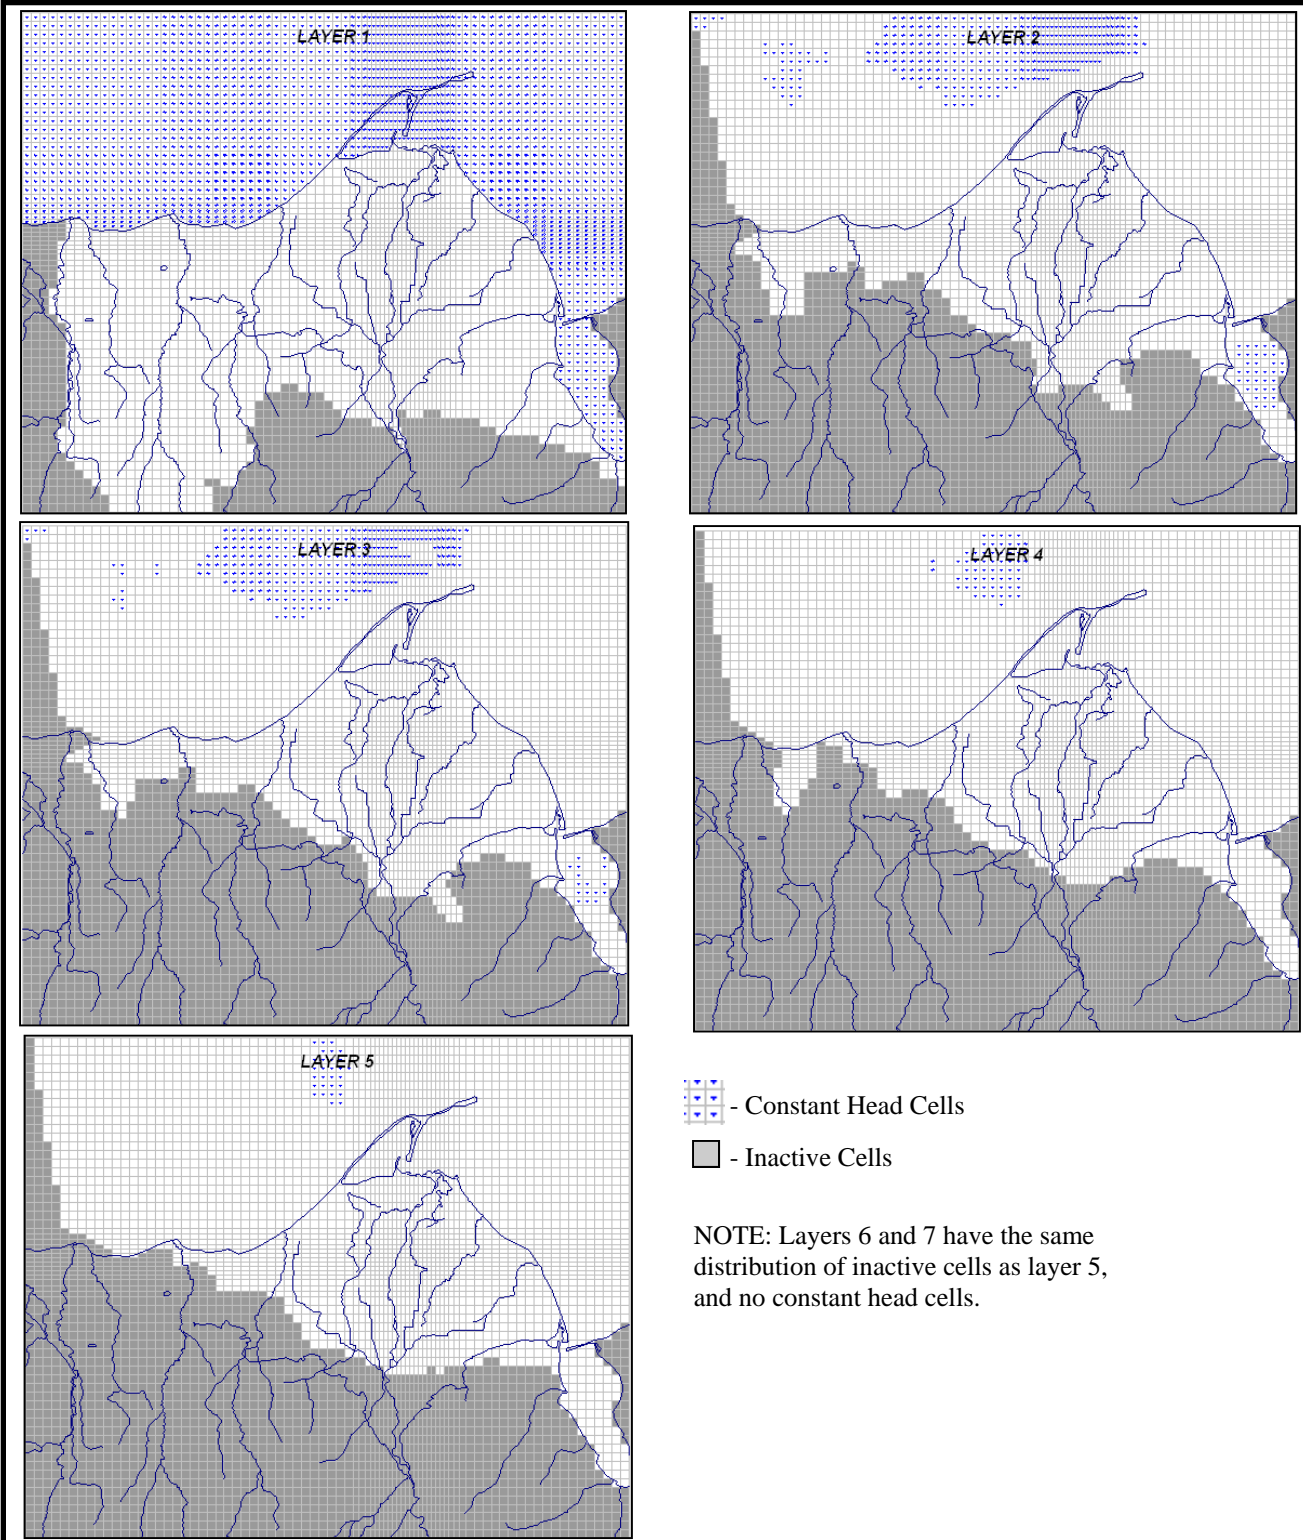 LAYER 1
LAYER 2
LAYER 3
LAYER 4
LAYER 5
- Constant Head Cells
- Inactive Cells
NOTE: Layers 6 and 7 have the same
distribution of inactive cells as layer 5,
and no constant head cells.